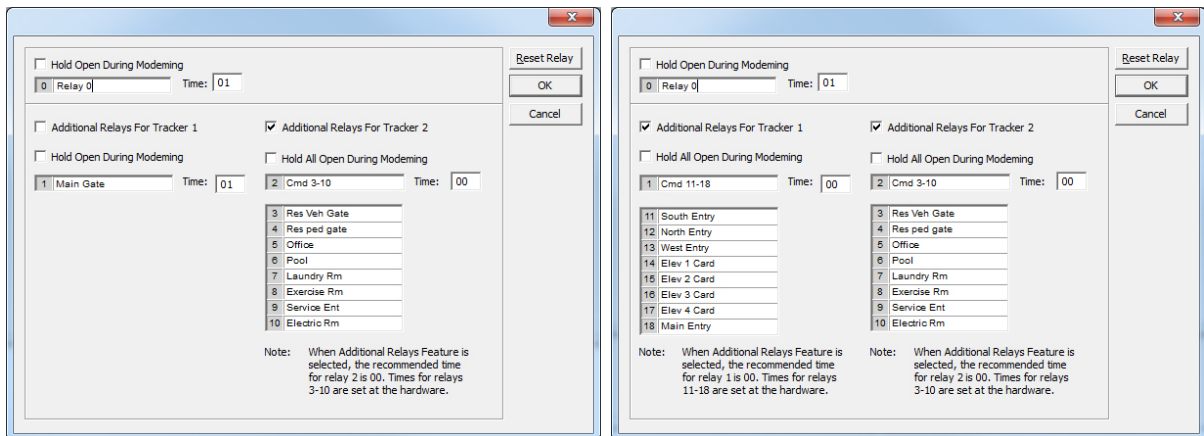 Hold Open During Modeming
Reset Relay
0 Relay 0 Time: 01
OK
Cancel
Additional Relays For Tracker 1
Additional Relays For Tracker 2
Hold Open During Modeming
Hold All Open During Modeming
1 Main Gate Time: 01
2 Cmd 3-10 Time: 00
3 Res Veh Gate
4 Res ped gate
5 Office
6 Pool
7 Laundry Rm
8 Exercise Rm
9 Service Ent
10 Electric Rm
Note: When Additional Relays Feature is
selected, the recommended time
for relay 2 is 00. Times for relays
3-10 are set at the hardware.
Hold Open During Modeming
Reset Relay
0 Relay 0 Time: 01
OK
Cancel
Additional Relays For Tracker 1
Additional Relays For Tracker 2
Hold All Open During Modeming
Hold All Open During Modeming
1 Cmd 11-18 Time: 00
2 Cmd 3-10 Time: 00
11 South Entry
12 North Entry
13 West Entry
14 Elev 1 Card
15 Elev 2 Card
16 Elev 3 Card
17 Elev 4 Card
18 Main Entry
Note: When Additional Relays Feature is
selected, the recommended time
for relay 1 is 00. Times for relays
11-18 are set at the hardware.
3 Res Veh Gate
4 Res ped gate
5 Office
6 Pool
7 Laundry Rm
8 Exercise Rm
9 Service Ent
10 Electric Rm
Note: When Additional Relays Feature is
selected, the recommended time
for relay 2 is 00. Times for relays
3-10 are set at the hardware.